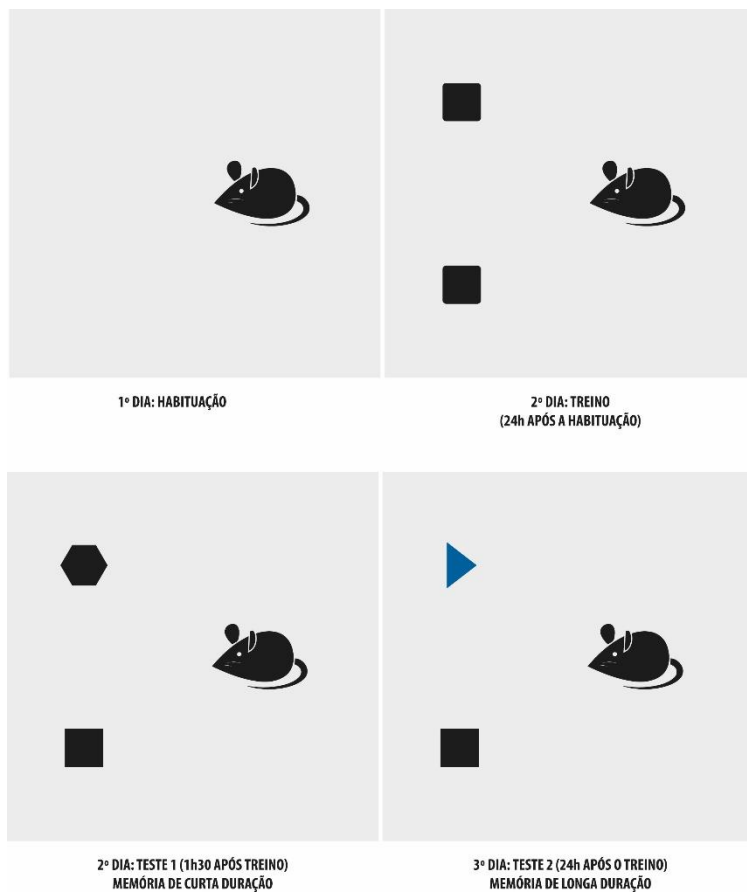 1º DIA: HABITUAÇÃO
2º DIA: TREINO
(24h APÓS A HABITUAÇÃO)
2º DIA: TESTE 1 (1h30 APÓS TREINO)
MEMÓRIA DE CURTA DURAÇÃO
3º DIA: TESTE 2 (24h APÓS O TREINO)
MEMÓRIA DE LONGA DURAÇÃO